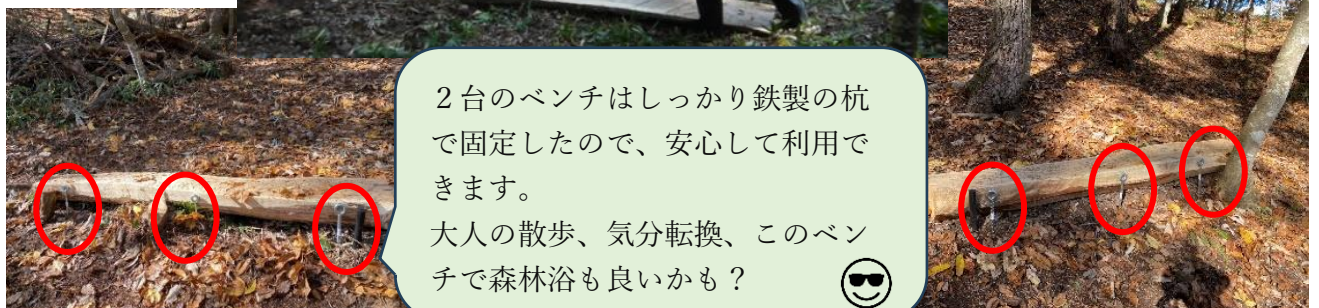 ２台のベンチはしっかり鉄製の杭
で固定したので、安心して利用で
きます。
大人の散歩、気分転換、このベン
チで森林浴も良いかも？